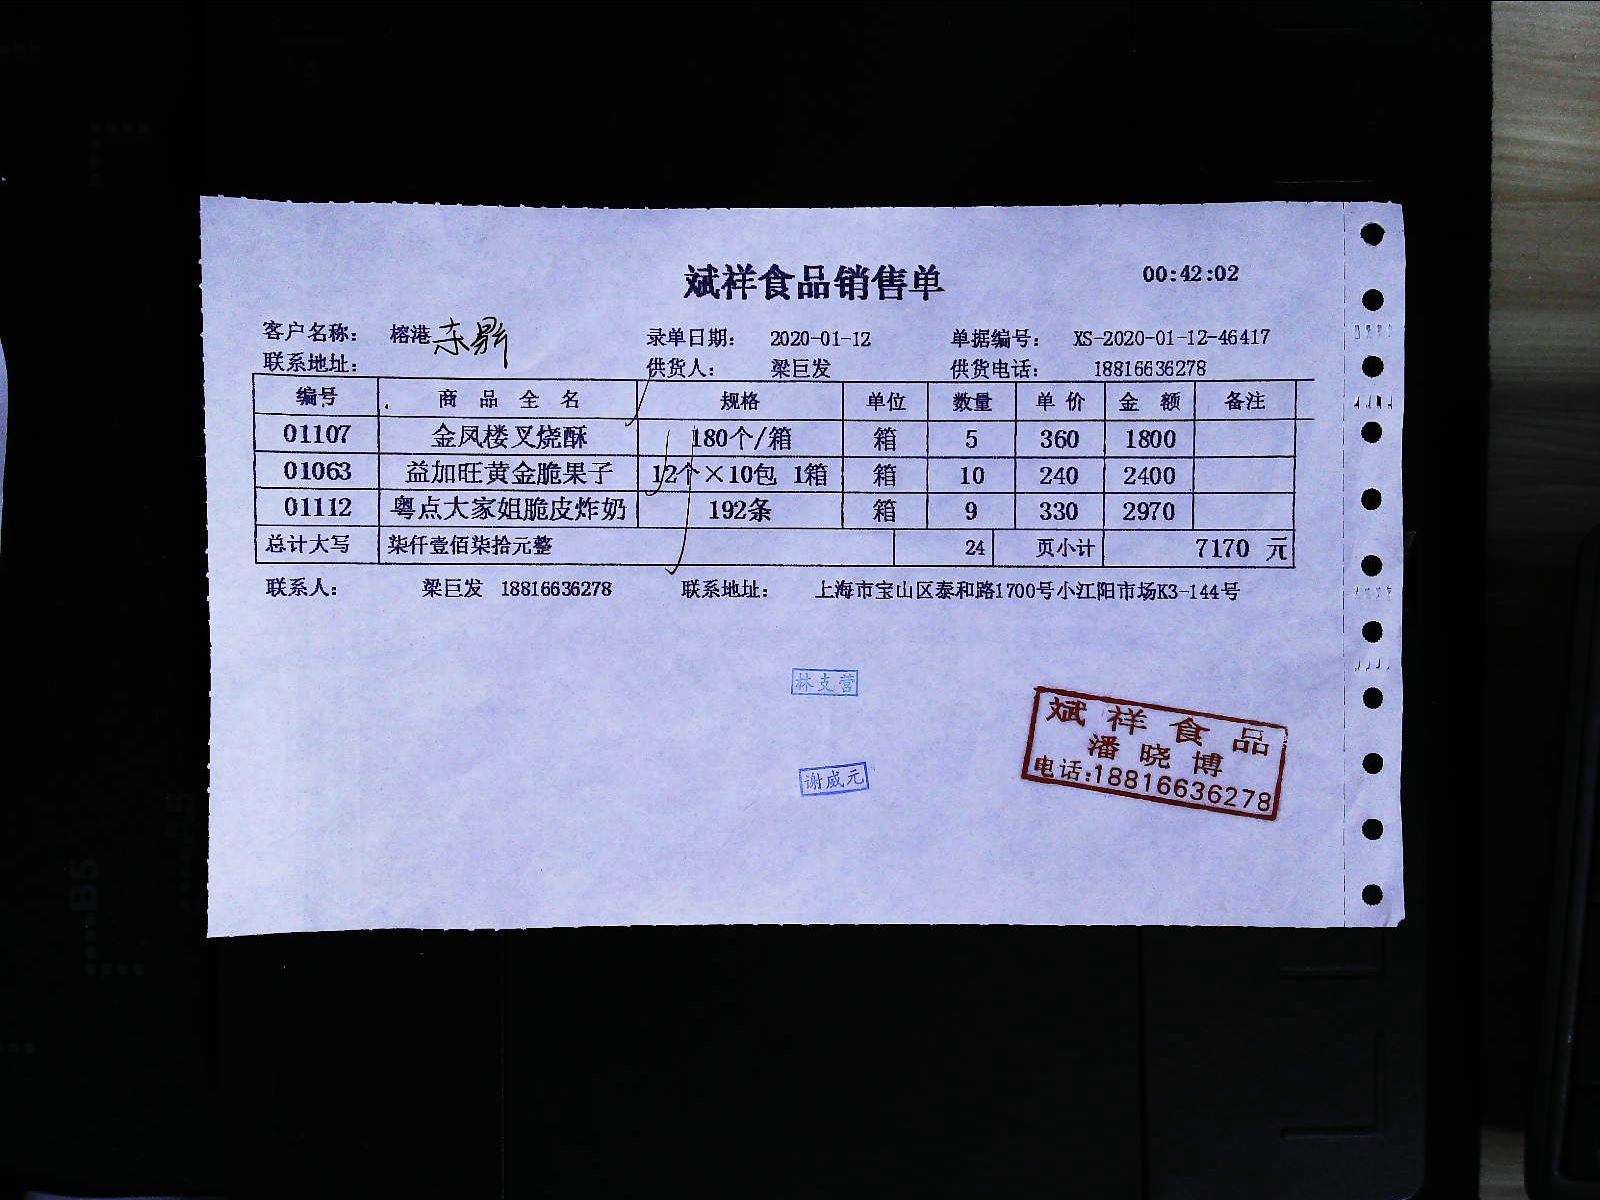 斌祥食品销售单 00:42:02
客户名称： 榕港 录单日期： 2020-01-12 单据编号： XS-2020-01-12-46417
联系地址： 供货人： 梁巨发 供货电话： 18816636278
编号 商品全名 规格 单位 数量 单价 金额 备注
01107 金凤楼叉烧酥 180个/箱 箱 5 360 1800
01063 益加旺黄金脆果子 12个×10包 1箱 箱 10 240 2400
01112 粤点大家姐脆皮炸奶 192条 箱 9 330 2970
总计大写 柒仟壹佰柒拾元整 24 页小计 7170 元
联系人： 梁巨发 18816636278 联系地址： 上海市宝山区泰和路1700号小江阳市场K3-144号
林支营
斌祥食品
潘晓博
电话:18816636278
谢威元
B5